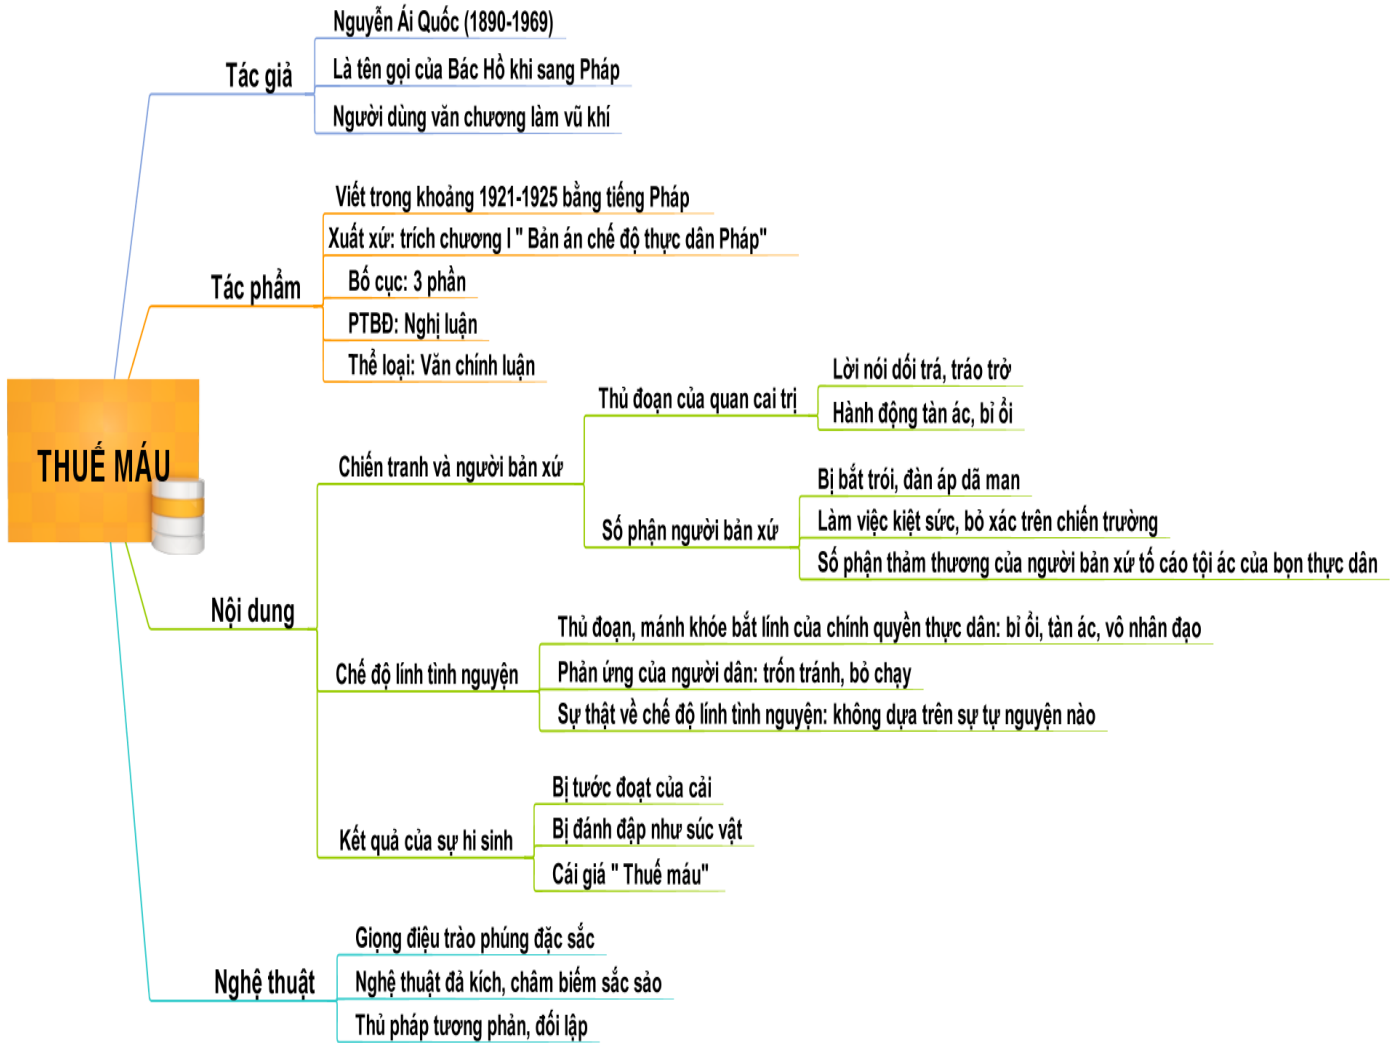 THUẾ MÁU
Tác giả
Nguyễn Ái Quốc (1890-1969)
Là tên gọi của Bác Hồ khi sang Pháp
Người dùng văn chương làm vũ khí
Tác phẩm
Viết trong khoảng 1921-1925 bằng tiếng Pháp
Xuất xứ: trích chương I " Bản án chế độ thực dân Pháp"
Bố cục: 3 phần
PTBĐ: Nghị luận
Thể loại: Văn chính luận
Nội dung
Chiến tranh và người bản xứ
Thủ đoạn của quan cai trị
Lời nói dối trá, tráo trở
Hành động tàn ác, bỉ ổi
Số phận người bản xứ
Bị bắt trói, đàn áp dã man
Làm việc kiệt sức, bỏ xác trên chiến trường
Số phận thảm thương của người bản xứ tố cáo tội ác của bọn thực dân
Chế độ lính tình nguyện
Thủ đoạn, mánh khóe bắt lính của chính quyền thực dân: bỉ ổi, tàn ác, vô nhân đạo
Phản ứng của người dân: trốn tránh, bỏ chạy
Sự thật về chế độ lính tình nguyện: không dựa trên sự tự nguyện nào
Kết quả của sự hi sinh
Bị tước đoạt của cải
Bị đánh đập như súc vật
Cái giá " Thuế máu"
Nghệ thuật
Giọng điệu trào phúng đặc sắc
Nghệ thuật đả kích, châm biếm sắc sảo
Thủ pháp tương phản, đối lập